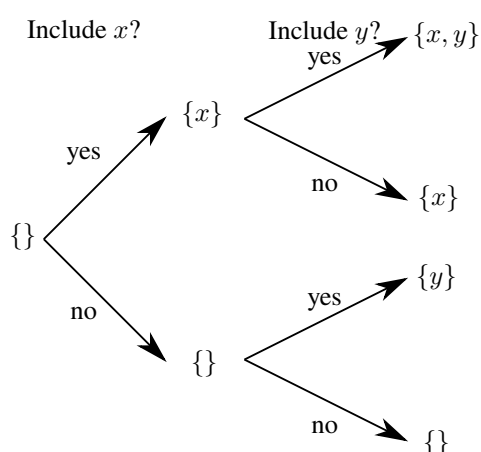 Include x?
Include y?
yes
{x, y}
{x}
yes
no
{x}
{}
yes
{y}
no
{}
no
{}